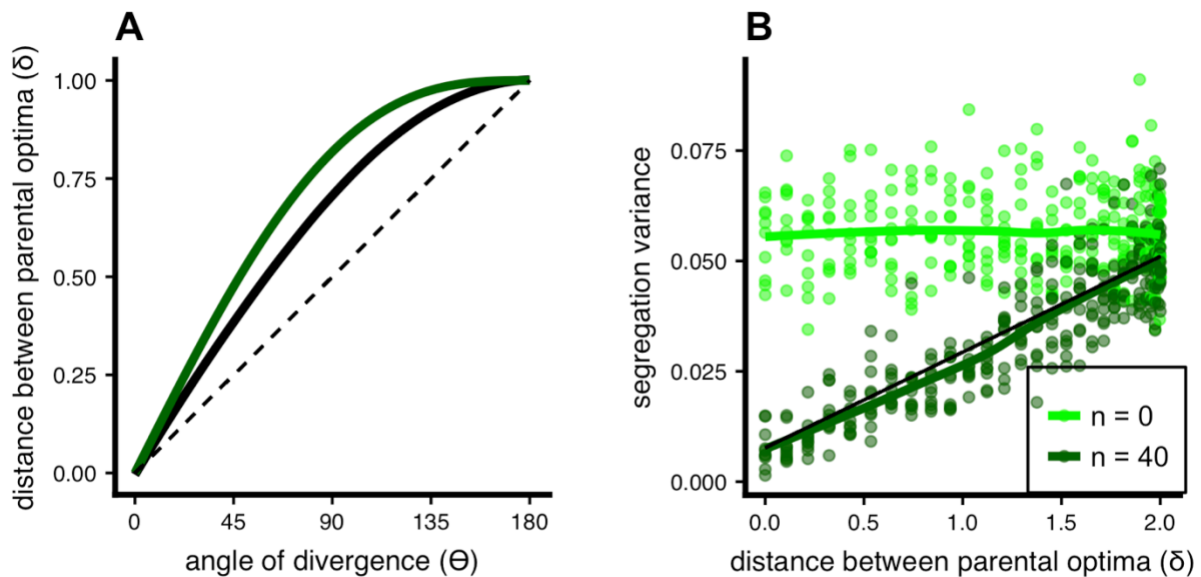 A
distance between parental optima (δ)
1.00
0.75
0.50
0.25
0.00
0
45
90
135
180
angle of divergence (Θ)
B
segregation variance
0.075
0.050
0.025
0.000
n = 0
n = 40
0.0
0.5
1.0
1.5
2.0
distance between parental optima (δ)